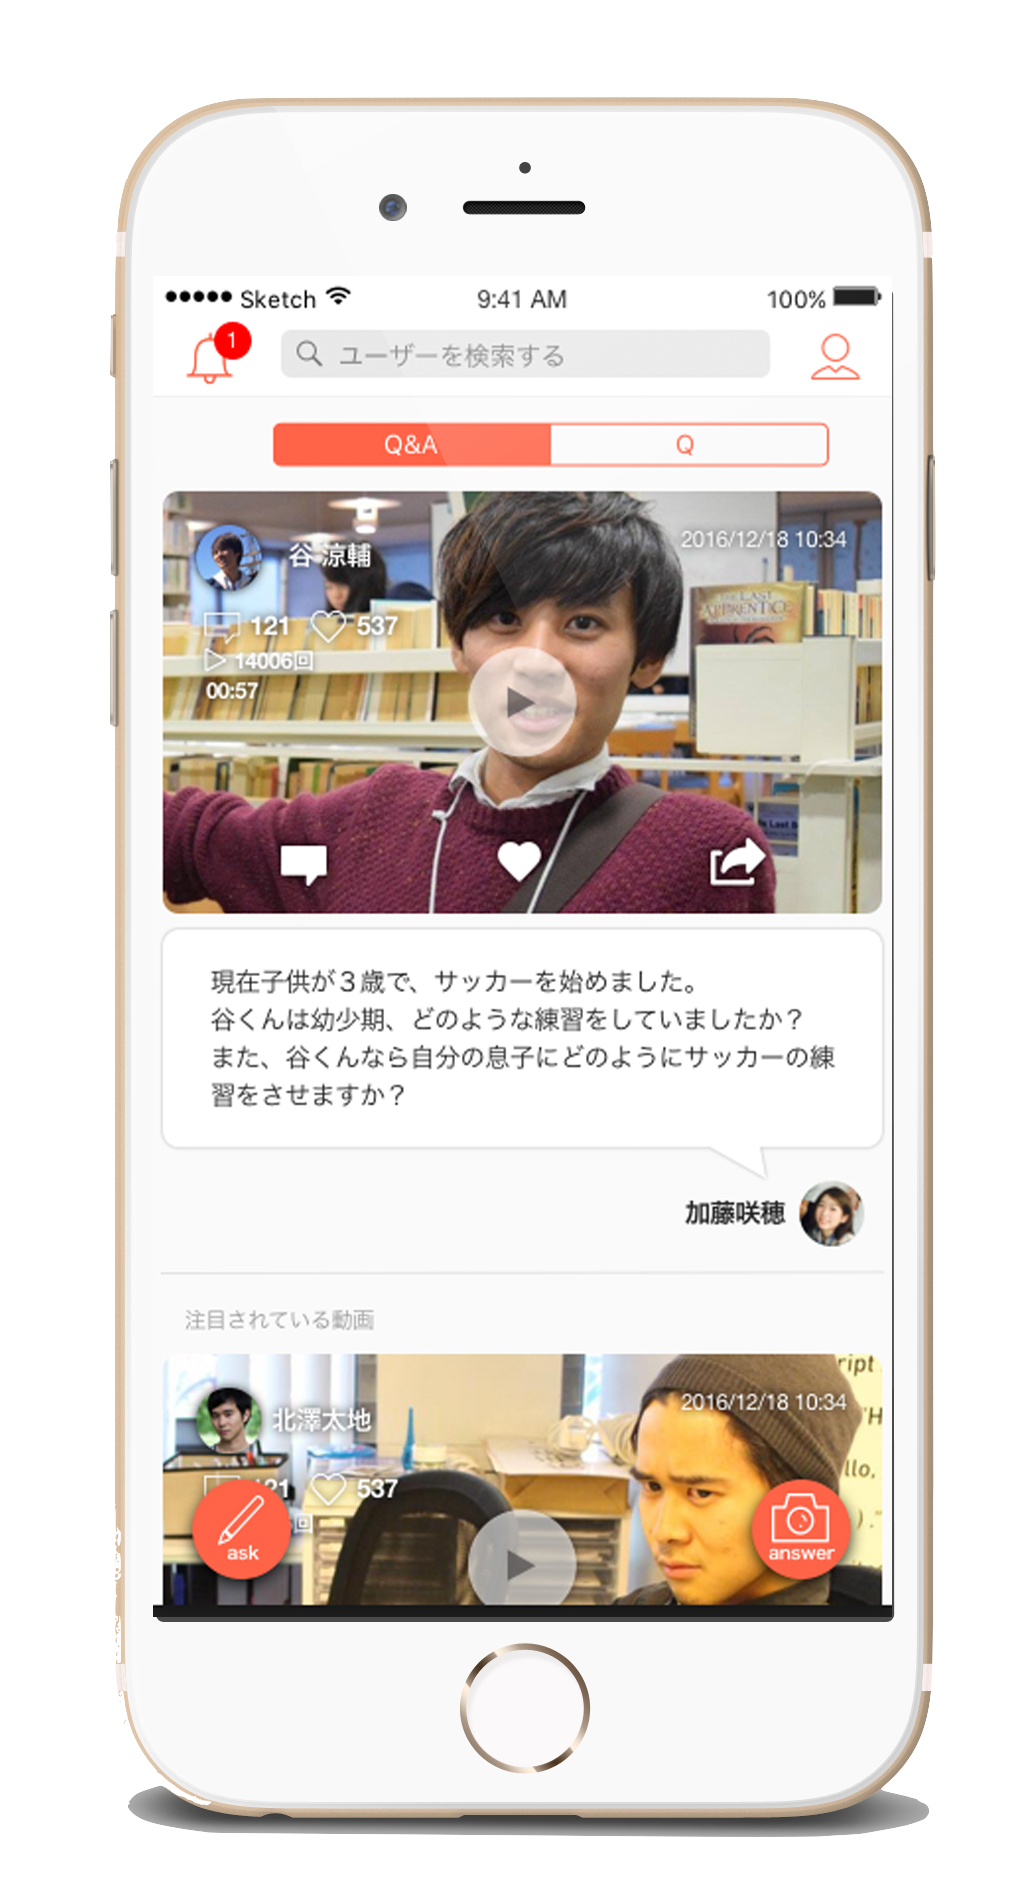 Sketch 9:41 AM 100%
1
ユーザーを検索する
Q&A Q
谷 涼輔 2016/12/18 10:34
THE LAST
APPRENTICE
121 537
14006回
00:57
現在子供が３歳で、サッカーを始めました。
谷くんは幼少期、どのような練習をしていましたか？
また、谷くんなら自分の息子にどのようにサッカーの練
習をさせますか？
加藤咲穂
注目されている動画
ript
北澤太地 2016/12/18 10:34
"H
llo,
21 537
回
ask
answer
) ."